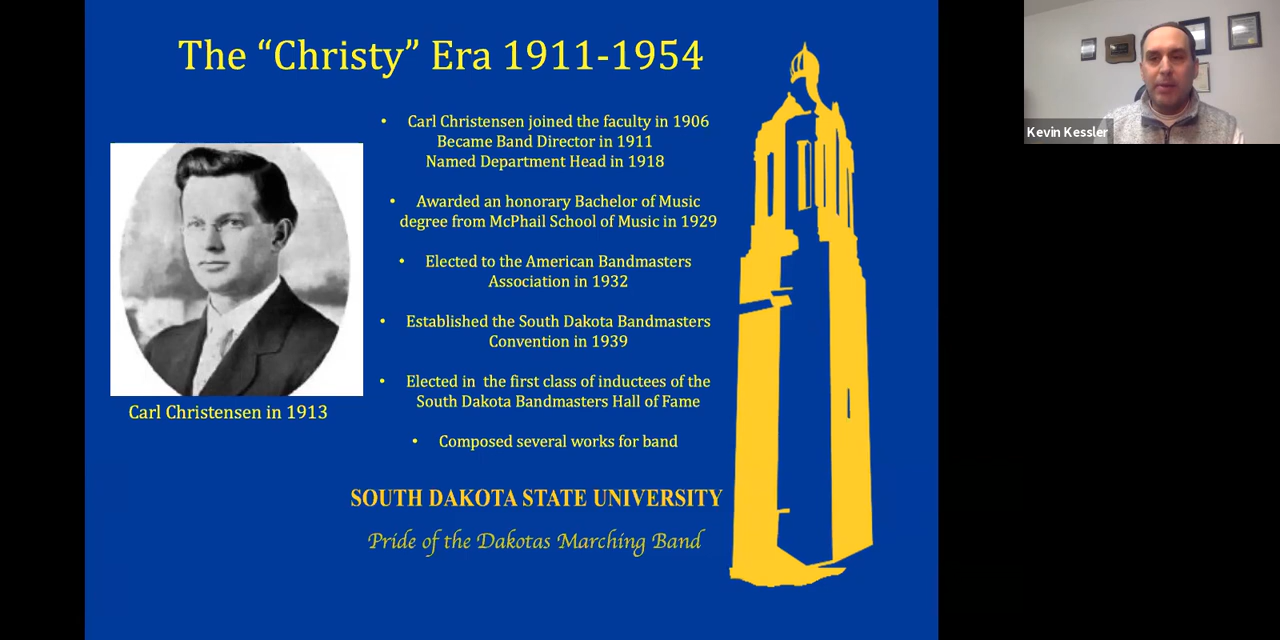 The “Christy” Era 1911-1954
• Carl Christensen joined the faculty in 1906
Became Band Director in 1911
Named Department Head in 1918
• Awarded an honorary Bachelor of Music
degree from McPhail School of Music in 1929
• Elected to the American Bandmasters
Association in 1932
• Established the South Dakota Bandmasters
Convention in 1939
• Elected in  the first class of inductees of the
South Dakota Bandmasters Hall of Fame
• Composed several works for band
Carl Christensen in 1913
SOUTH DAKOTA STATE UNIVERSITY
Pride of the Dakotas Marching Band
Kevin Kessler